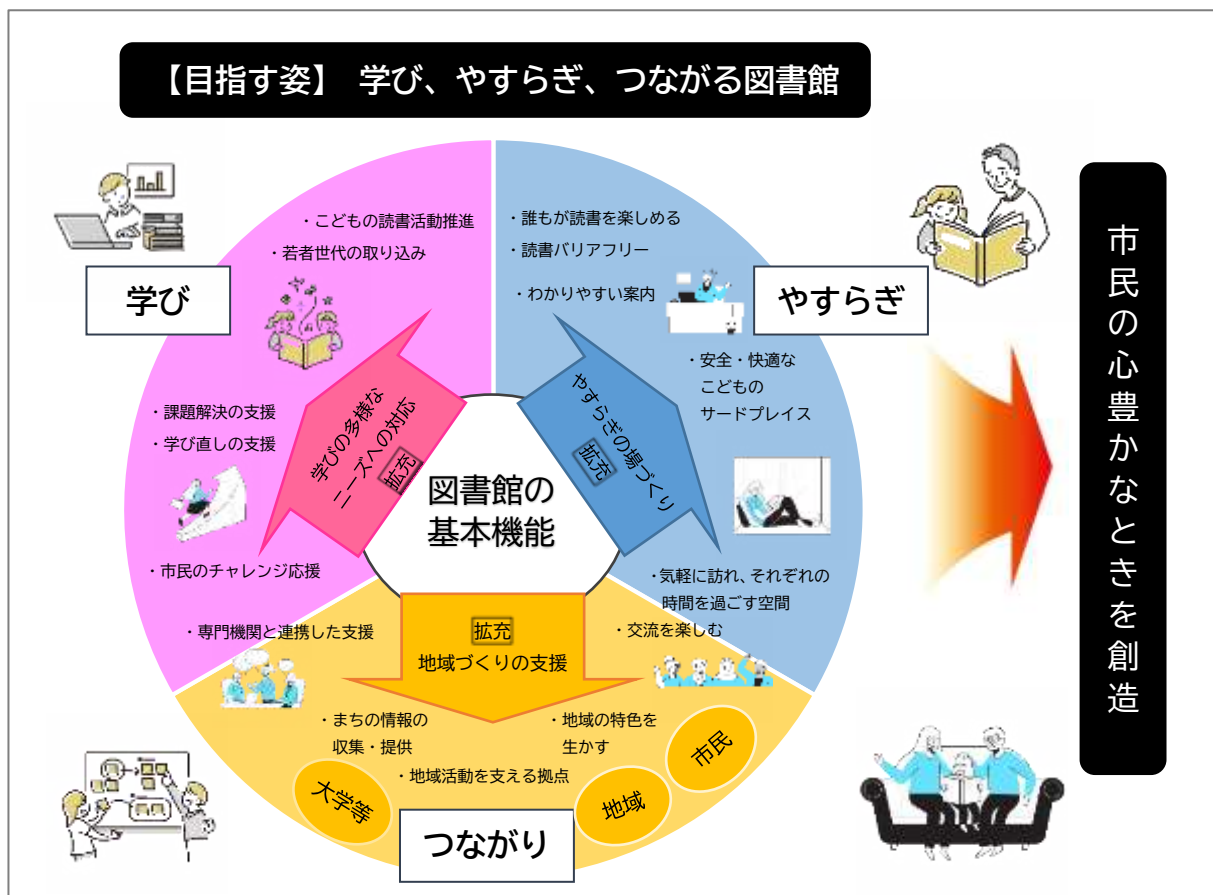 【目指す姿】 学び、やすらぎ、つながる図書館
学び
・こどもの読書活動推進
・若者世代の取り込み
・課題解決の支援
・学び直しの支援
・市民のチャレンジ応援
学びの多様な
ニーズへの対応
拡充
やすらぎ
・誰もが読書を楽しめる
・読書バリアフリー
・わかりやすい案内
・安全・快適な
こどもの
サードプレイス
・気軽に訪れ、それぞれの
時間を過ごす空間
・交流を楽しむ
やすらぎの場づくり
拡充
図書館の
基本機能
拡充
地域づくりの支援
・専門機関と連携した支援
・まちの情報の
収集・提供
・地域の特色を
生かす
・地域活動を支える拠点
大学等
地域
市民
つながり
市民の心豊かなときを創造